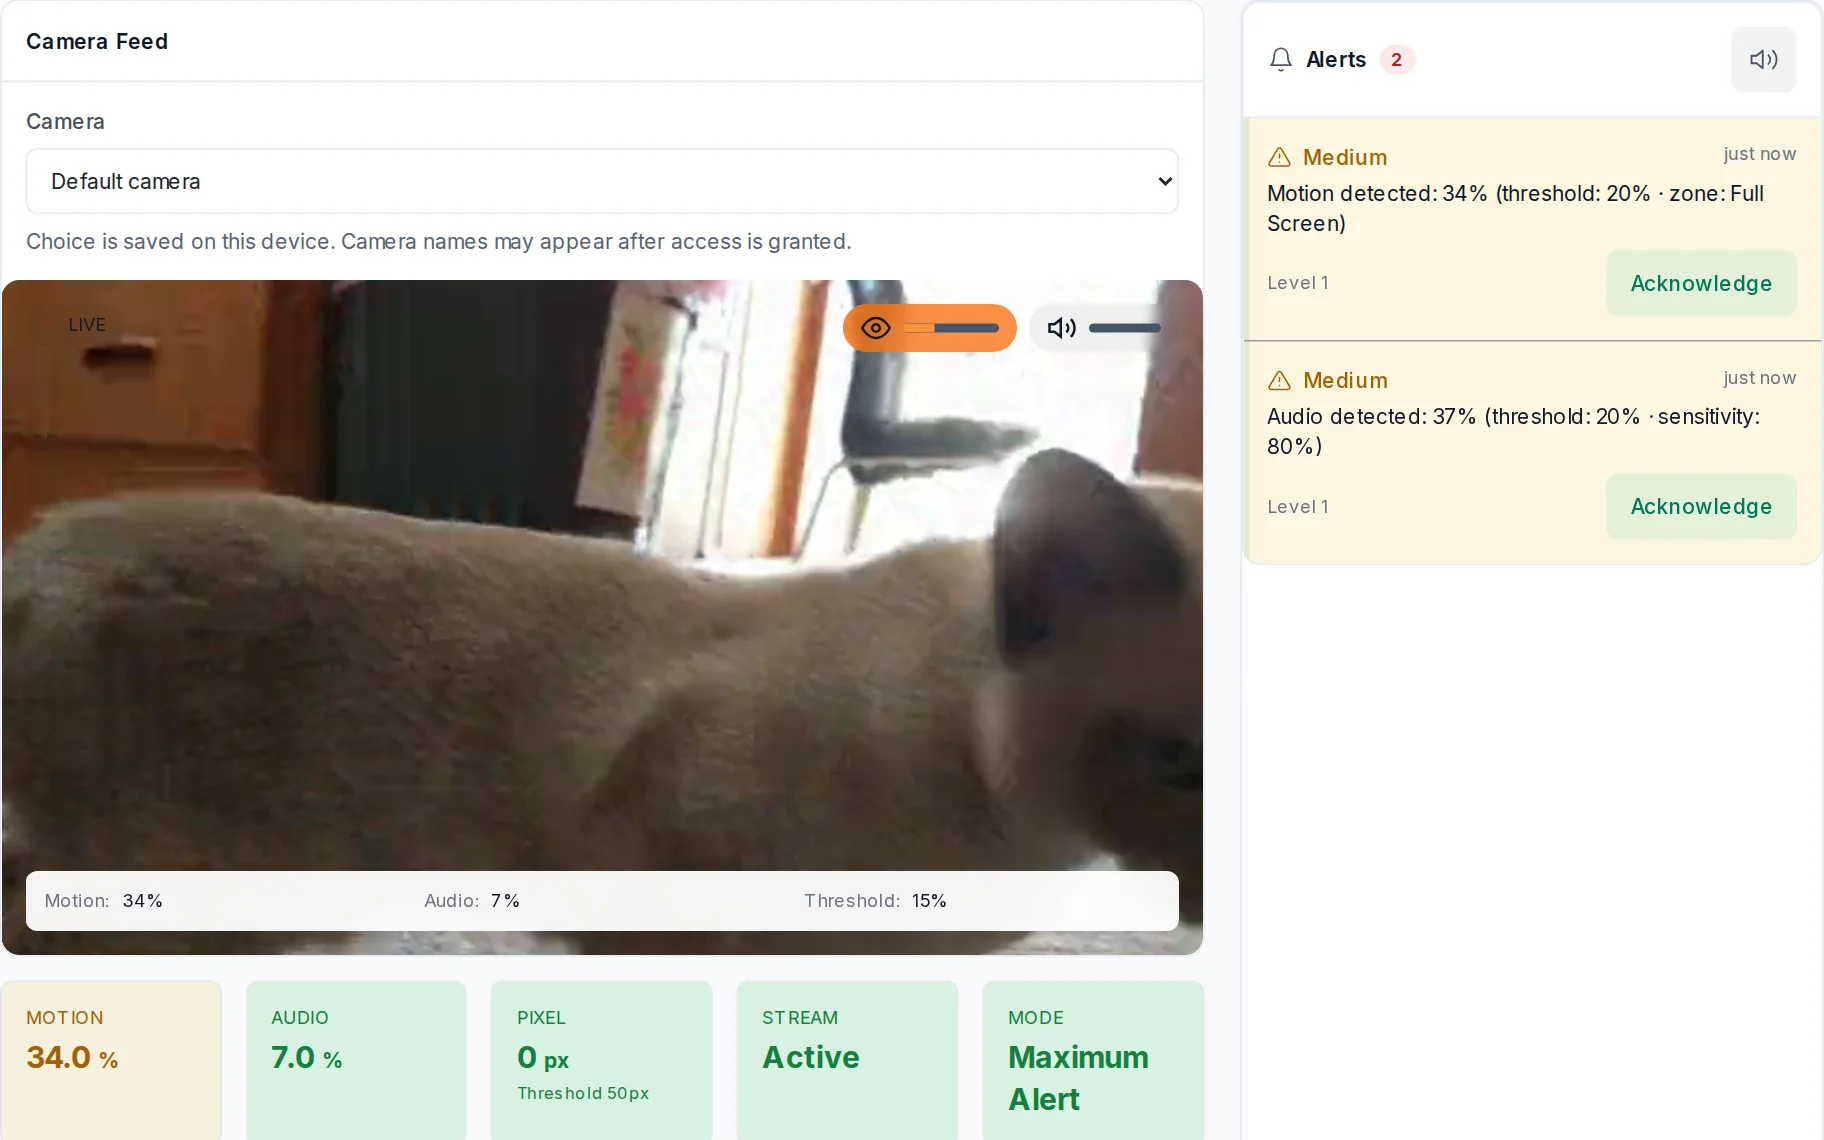 Camera Feed
Camera
Default camera
Choice is saved on this device. Camera names may appear after access is granted.
LIVE
Motion: 34% Audio: 7% Threshold: 15%
MOTION
34.0 %
AUDIO
7.0 %
PIXEL
0 px
Threshold 50px
STREAM
Active
MODE
Maximum
Alert
Alerts 2
Medium just now
Motion detected: 34% (threshold: 20% · zone: Full
Screen)
Level 1 Acknowledge
Medium just now
Audio detected: 37% (threshold: 20% · sensitivity:
80%)
Level 1 Acknowledge